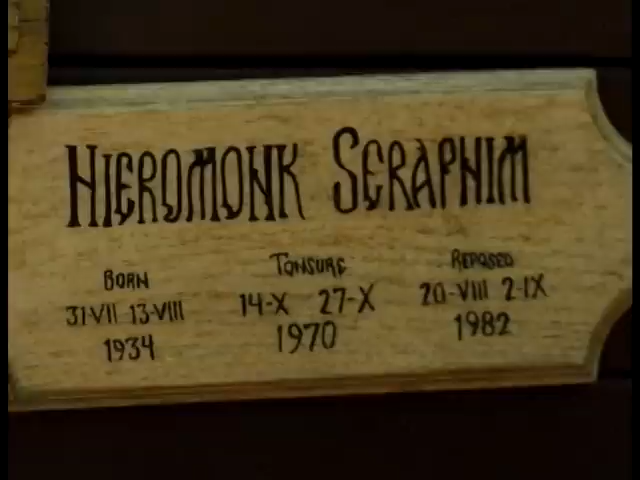 HIEROMONK SERAPHIM
BORN TONSURE REPOSED
31-VII 13-VIII 14-X 27-X 20-VIII 2-IX
1934 1970 1982